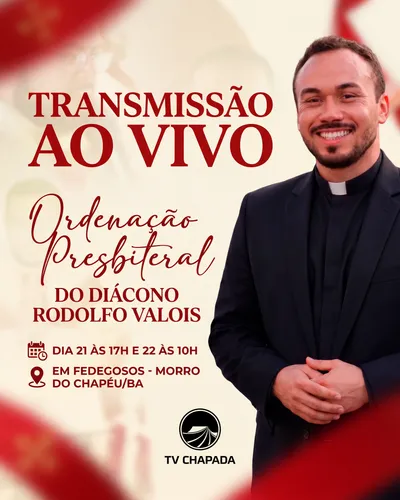 TRANSMISSÃO
AO VIVO
Ordenação
Presbiteral
DO DIÁCONO
RODOLFO VALOIS
DIA 21 ÀS 17H E 22 ÀS 10H
EM FEDEGOSOS - MORRO
DO CHAPÉU/BA
TV CHAPADA